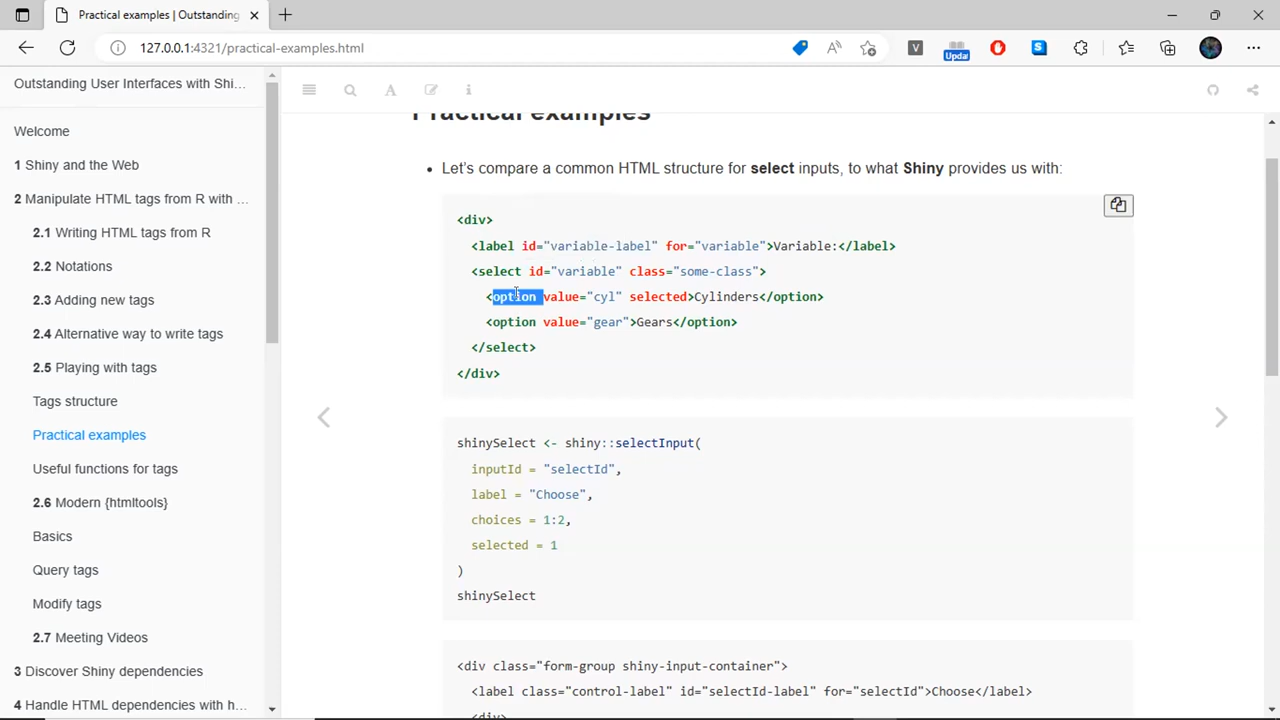 Practical examples | Outstanding
127.0.0.1:4321/practical-examples.html
V
Updat
S
Outstanding User Interfaces with Shi...
Welcome
1 Shiny and the Web
2 Manipulate HTML tags from R with ...
2.1 Writing HTML tags from R
2.2 Notations
2.3 Adding new tags
2.4 Alternative way to write tags
2.5 Playing with tags
Tags structure
Practical examples
Useful functions for tags
2.6 Modern {htmltools}
Basics
Query tags
Modify tags
2.7 Meeting Videos
3 Discover Shiny dependencies
4 Handle HTML dependencies with h...
Practical examples
Let's compare a common HTML structure for select inputs, to what Shiny provides us with:
<div>
<label id="variable-label" for="variable">Variable:</label>
<select id="variable" class="some-class">
<option value="cyl" selected>Cylinders</option>
<option value="gear">Gears</option>
</select>
</div>
shinySelect <- shiny::selectInput(
inputId = "selectId",
label = "Choose",
choices = 1:2,
selected = 1
)
shinySelect
<div class="form-group shiny-input-container">
<label class="control-label" id="selectId-label" for="selectId">Choose</label>
<div>